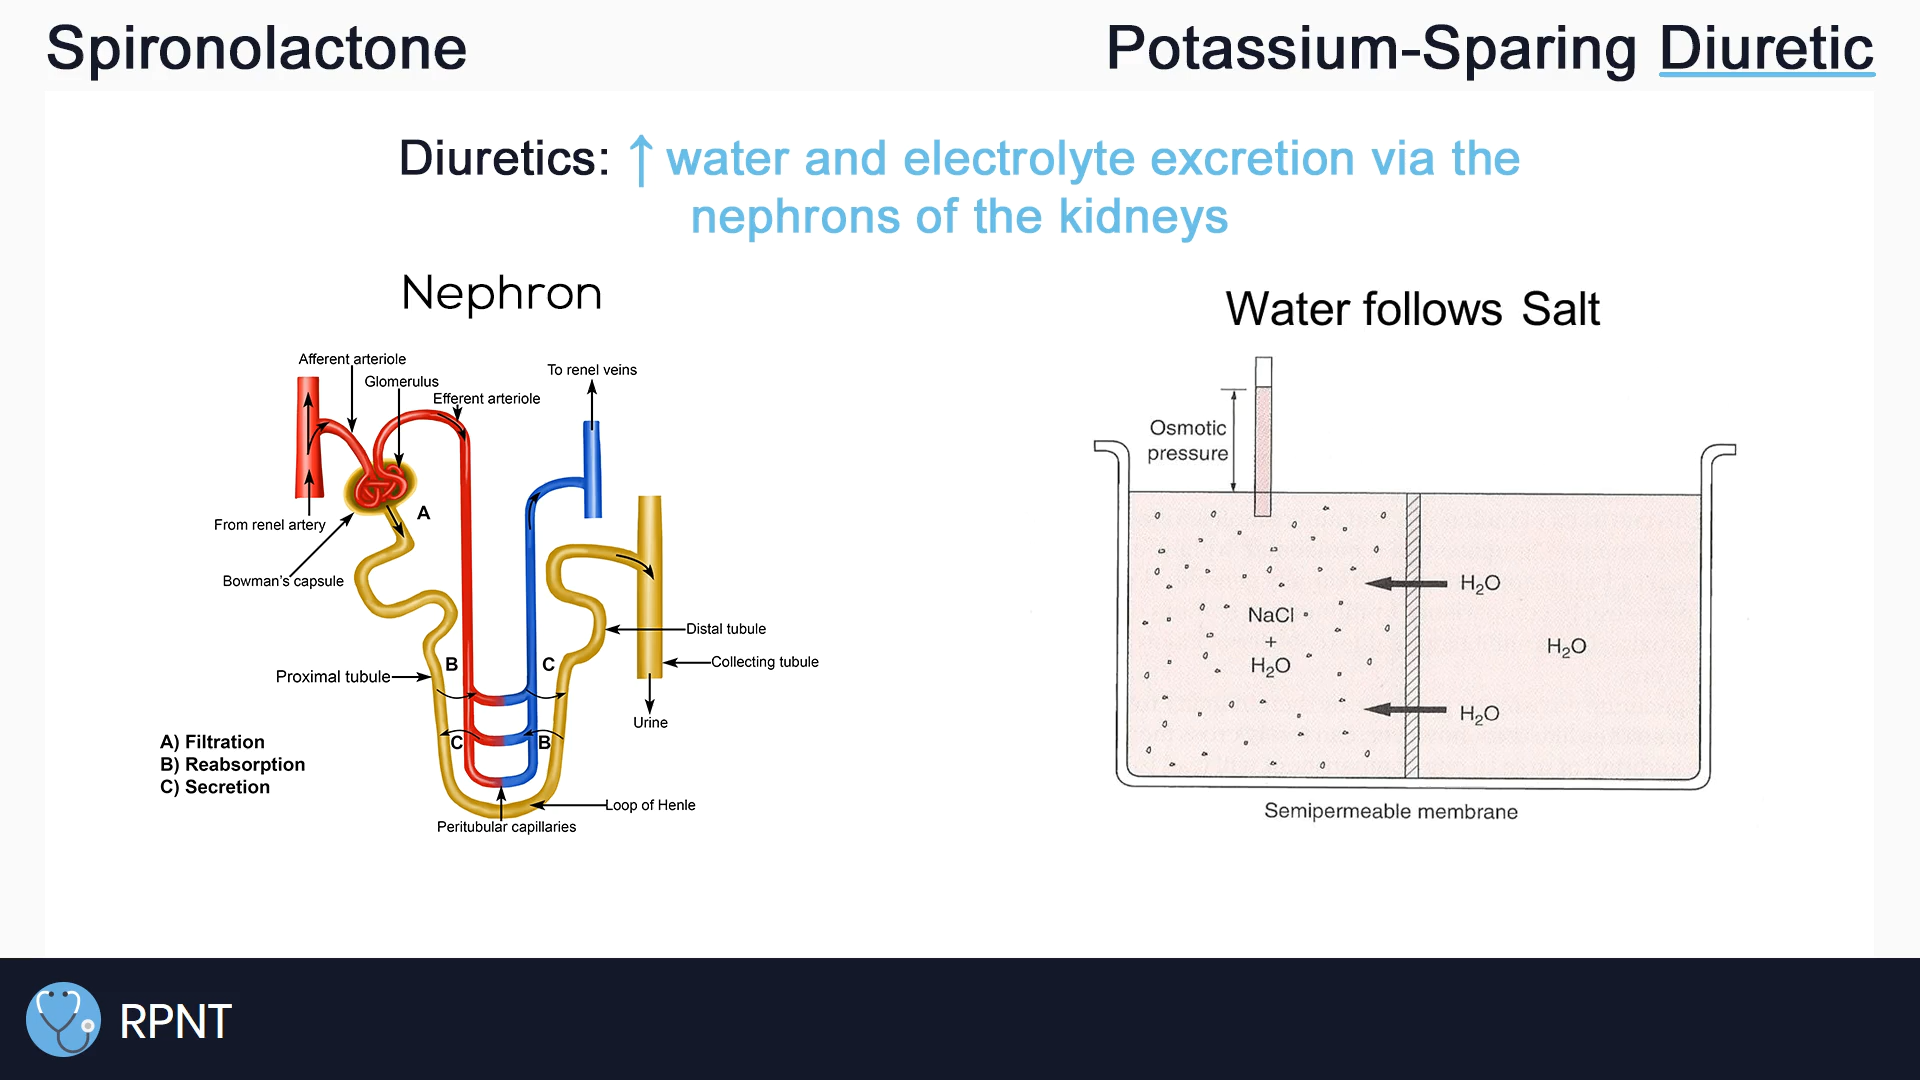 Spironolactone
Potassium-Sparing Diuretic
Diuretics: ↑ water and electrolyte excretion via the
nephrons of the kidneys
Nephron
Afferent arteriole
Glomerulus
Efferent arteriole
To renel veins
From renel artery
A
Bowman's capsule
Proximal tubule
B
C
Distal tubule
Collecting tubule
Urine
C
B
A) Filtration
B) Reabsorption
C) Secretion
Loop of Henle
Peritubular capillaries
Water follows Salt
Osmotic
pressure
NaCl
+
H₂O
H₂O
H₂O
H₂O
Semipermeable membrane
RPNT